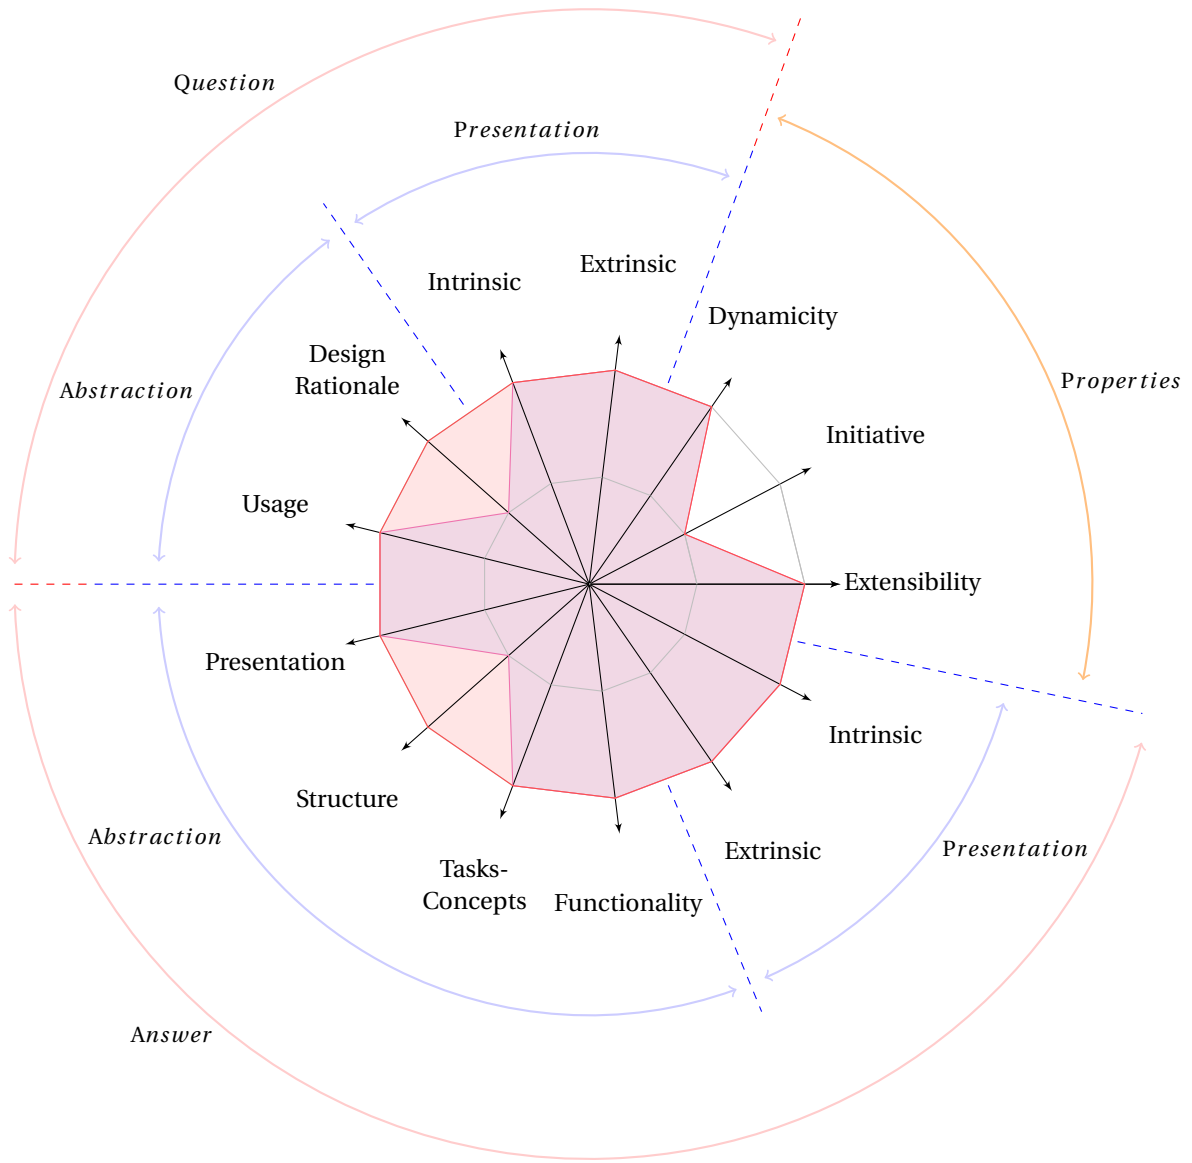 Question
Presentation
Extrinsic
Intrinsic
Dynamicity
Design
Rationale
Properties
Abstraction
Initiative
Usage
Extensibility
Presentation
Intrinsic
Structure
Abstraction
Extrinsic
Presentation
Tasks-
Concepts
Functionality
Answer